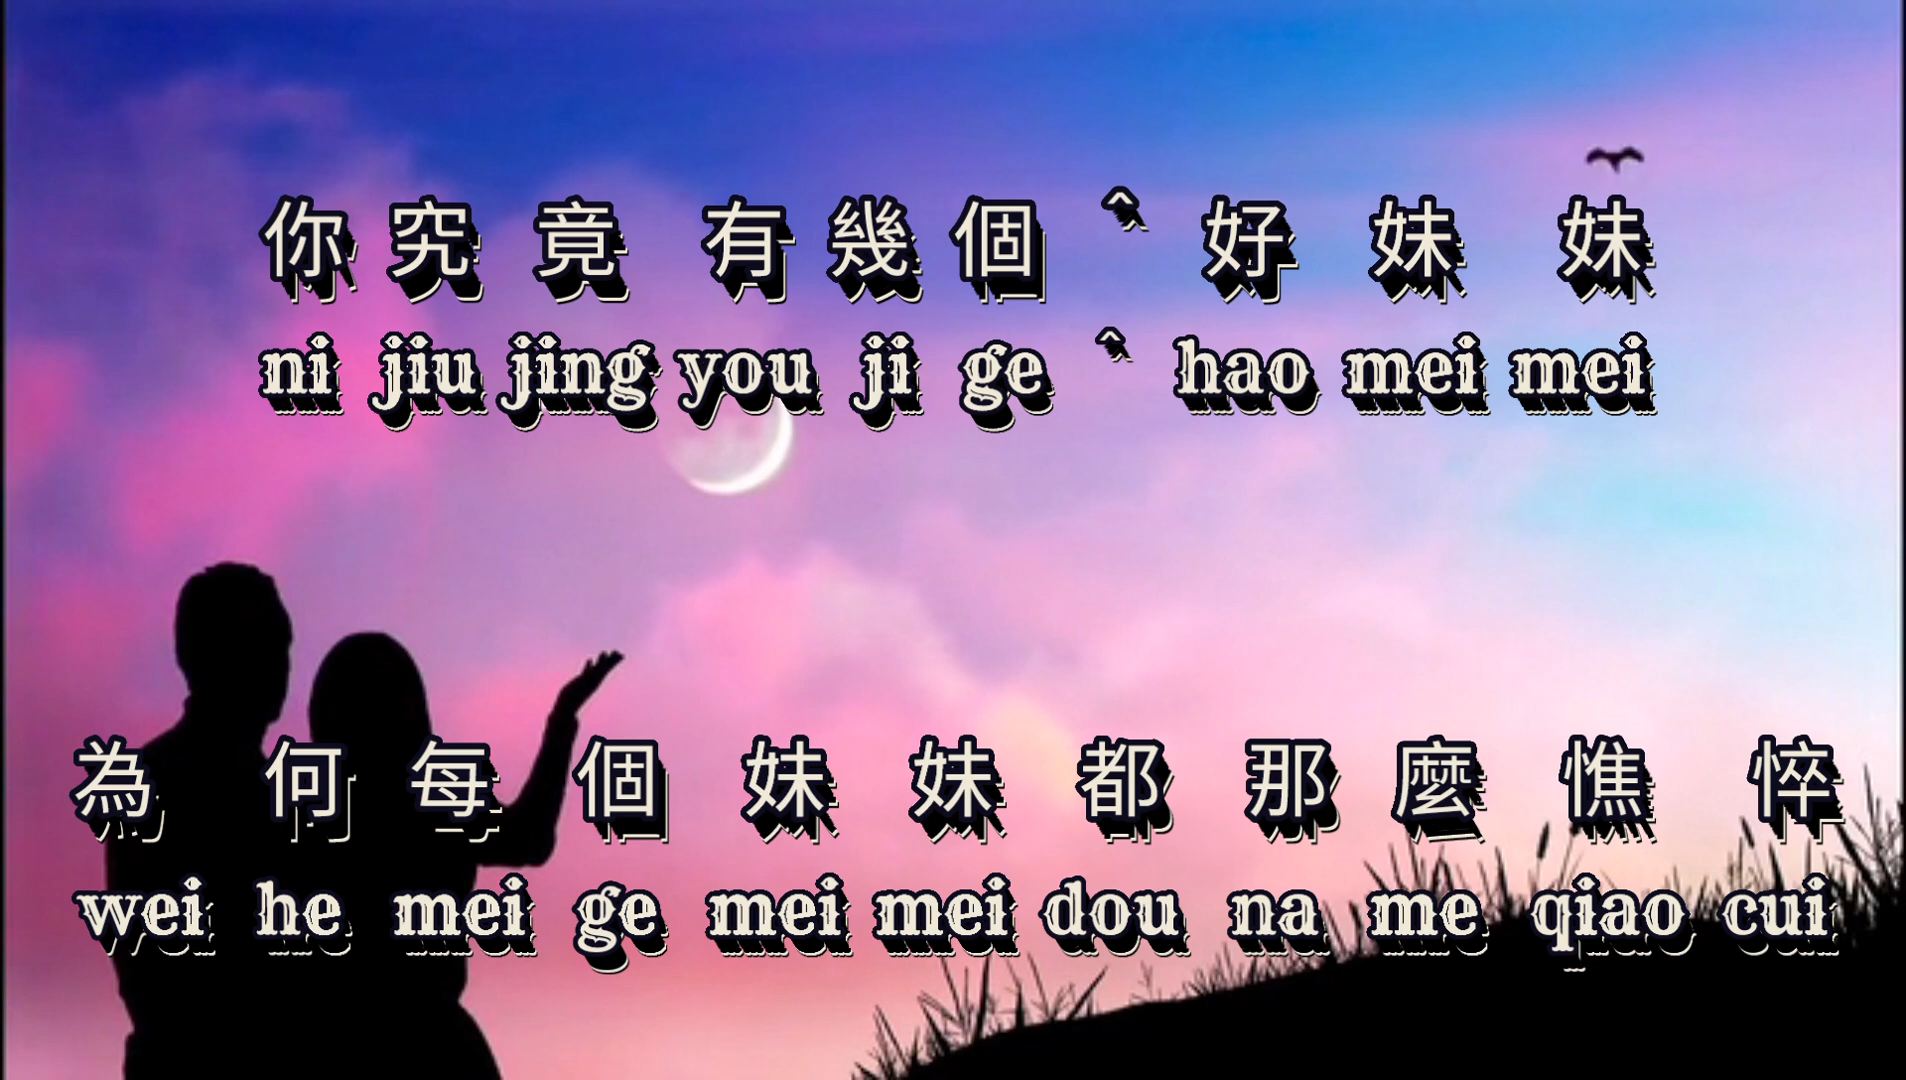 你 究 竟 有 幾 個 ˆ 好 妹 妹
ni jiu jing you ji ge ˆ hao mei mei
為 何 每 個 妹 妹 都 那 麼 憔 悴
wei he mei ge mei mei dou na me qiao cui